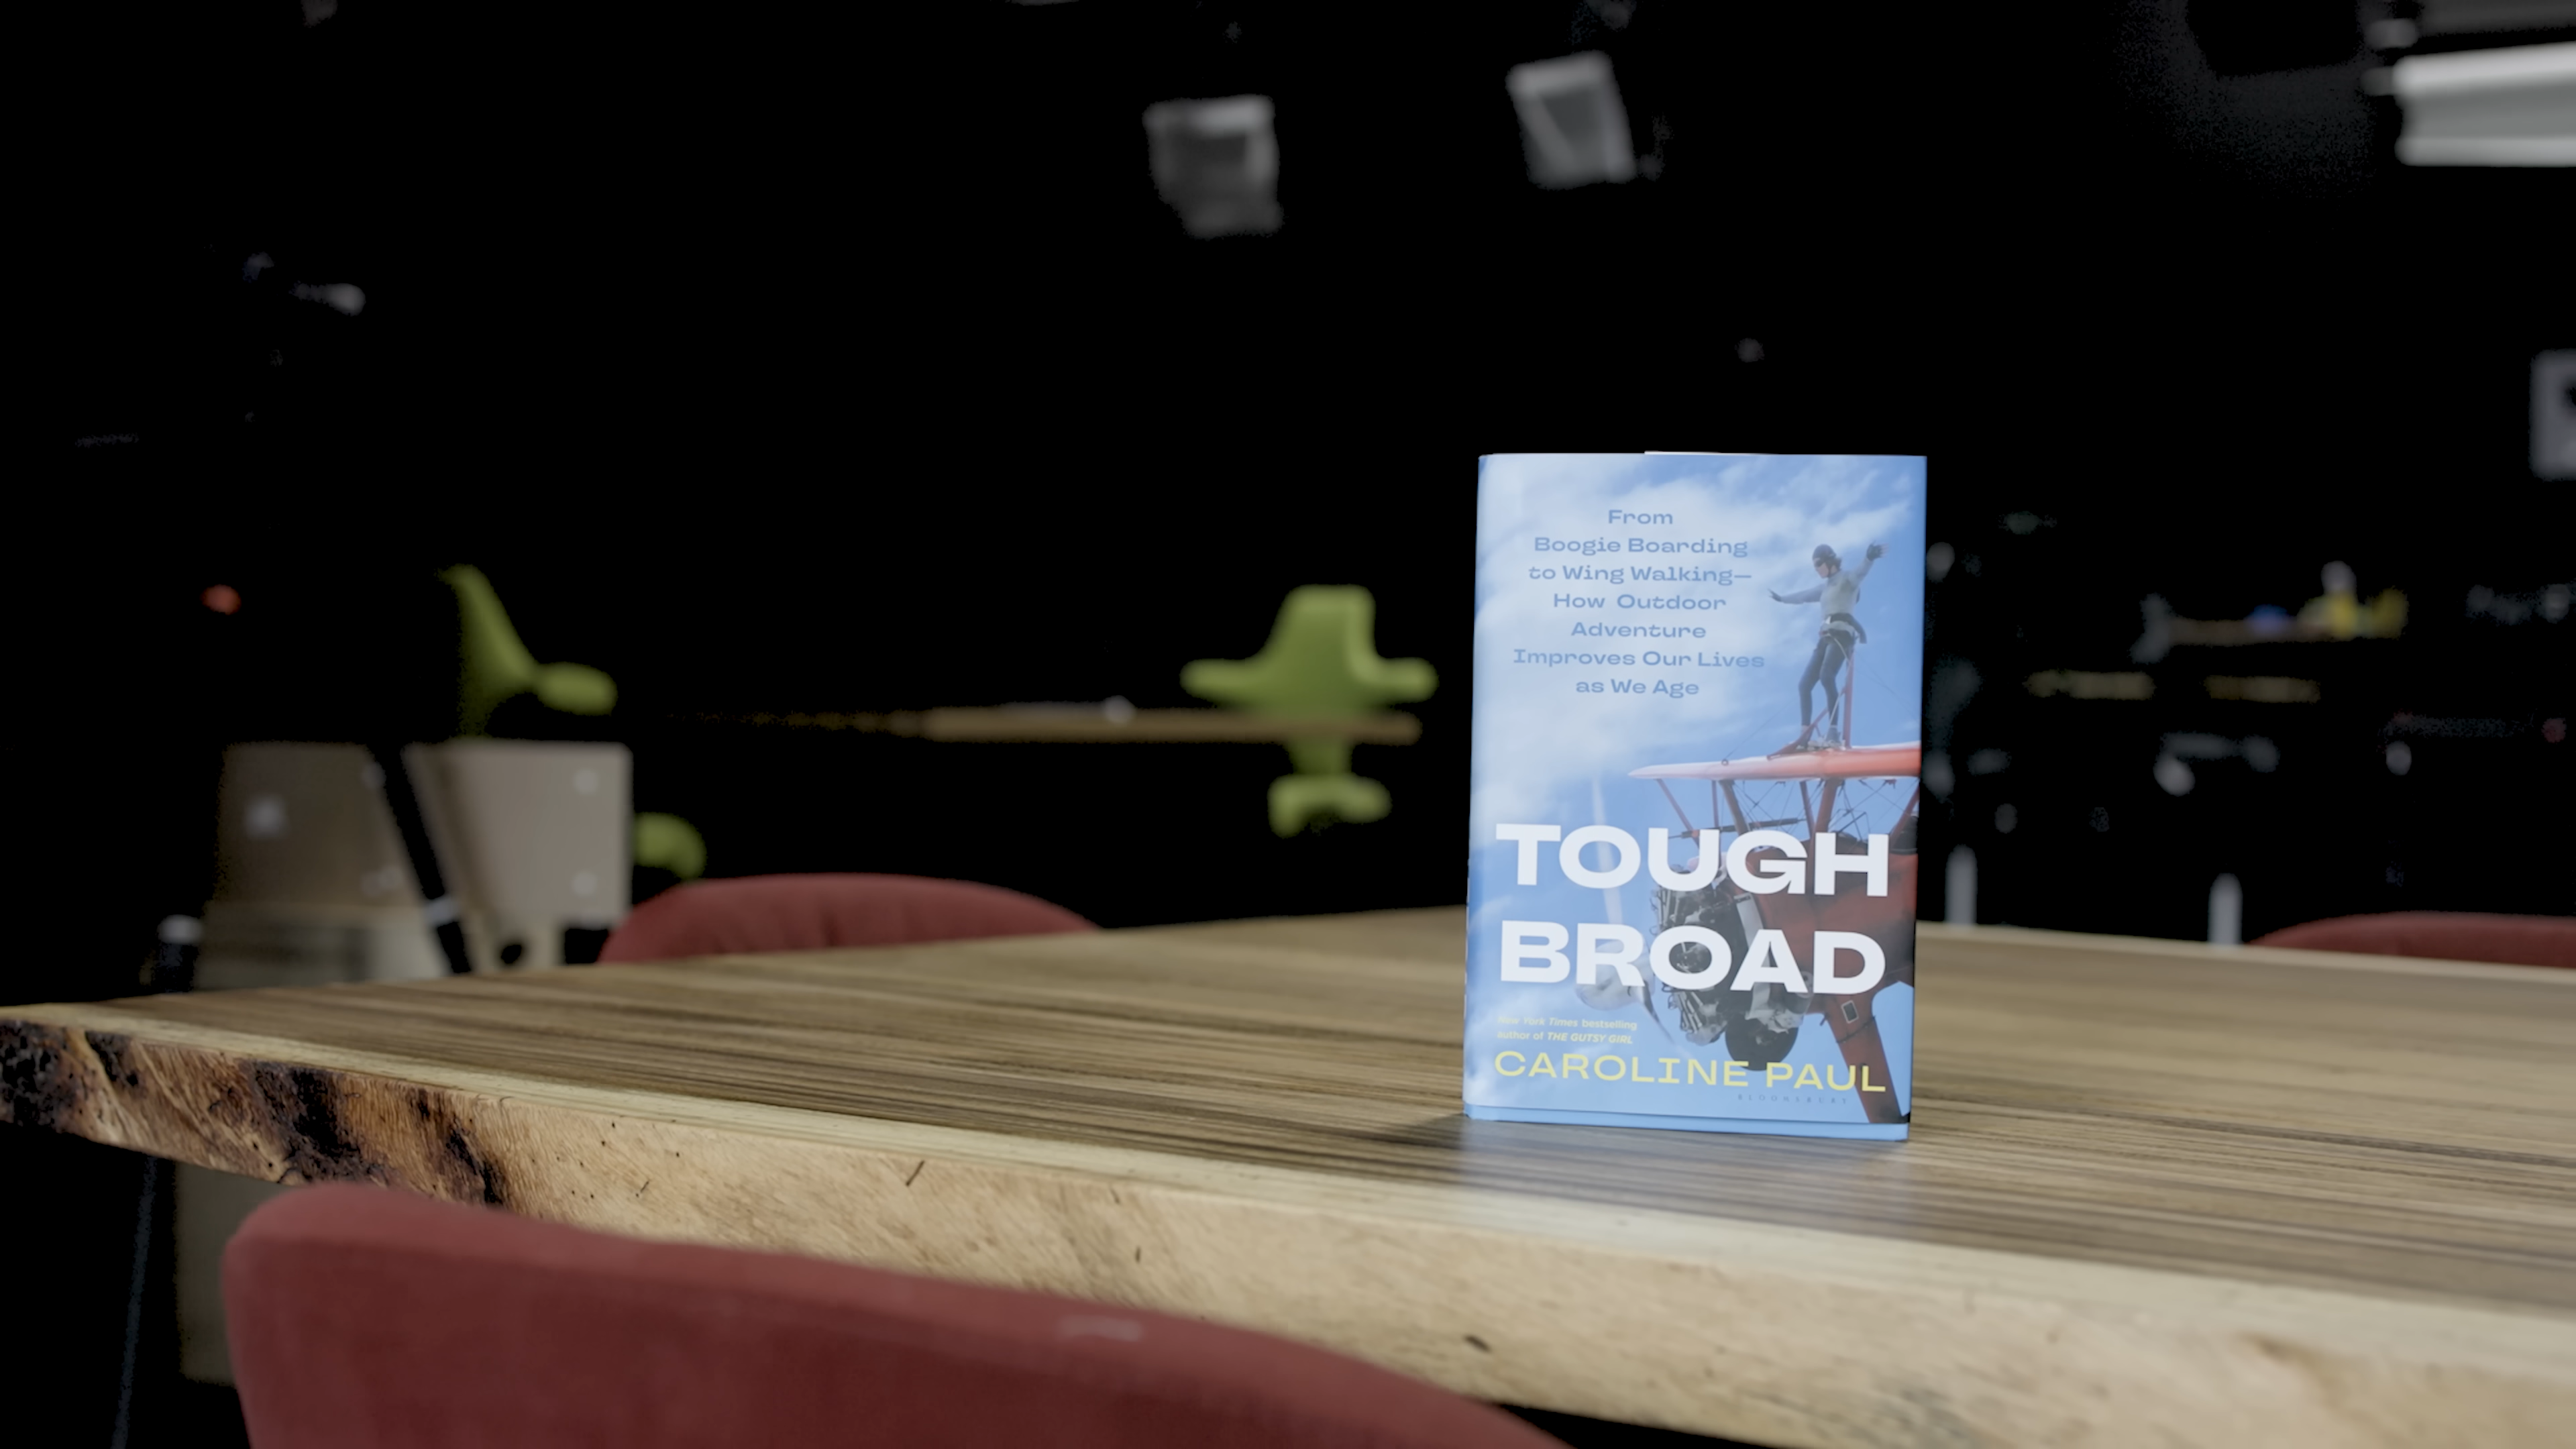 From
Boogie Boarding
to Wing Walking—
How Outdoor
Adventure
Improves Our Lives
as We Age
TOUGH
BROAD
New York Times bestselling
author of THE GUTSY GIRL
CAROLINE PAUL
BLOOMSBURY